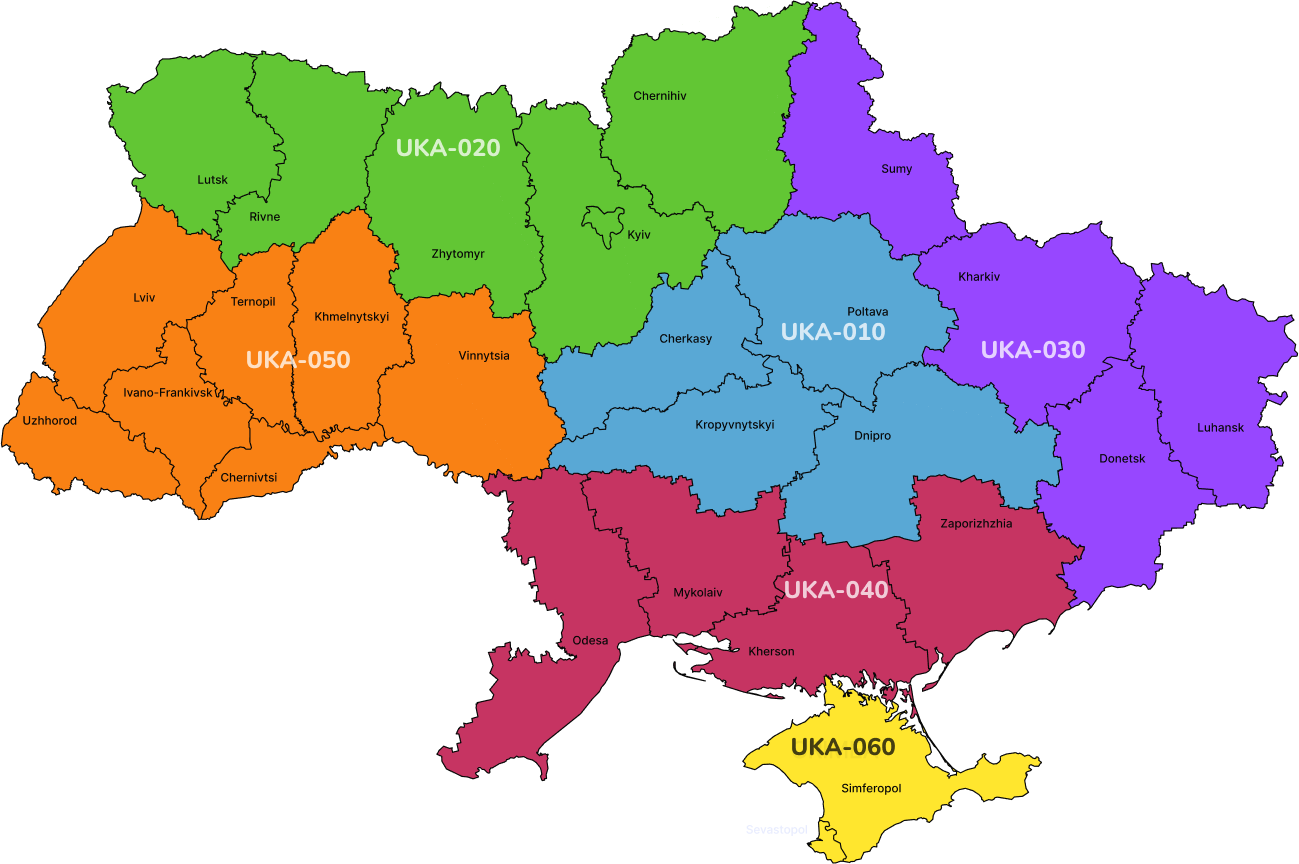 Chernihiv
UKA-020
Sumy
Lutsk
Rivne
Kyiv
Zhytomyr
Kharkiv
Lviv
Ternopil
Khmelnytskyi
Poltava
UKA-010
Cherkasy
UKA-030
Vinnytsia
UKA-050
Ivano-Frankivsk
Uzhhorod
Kropyvnytskyi
Dnipro
Luhansk
Donetsk
Chernivtsi
Zaporizhzhia
UKA-040
Mykolaiv
Odesa
Kherson
UKA-060
Simferopol
Sevastopol